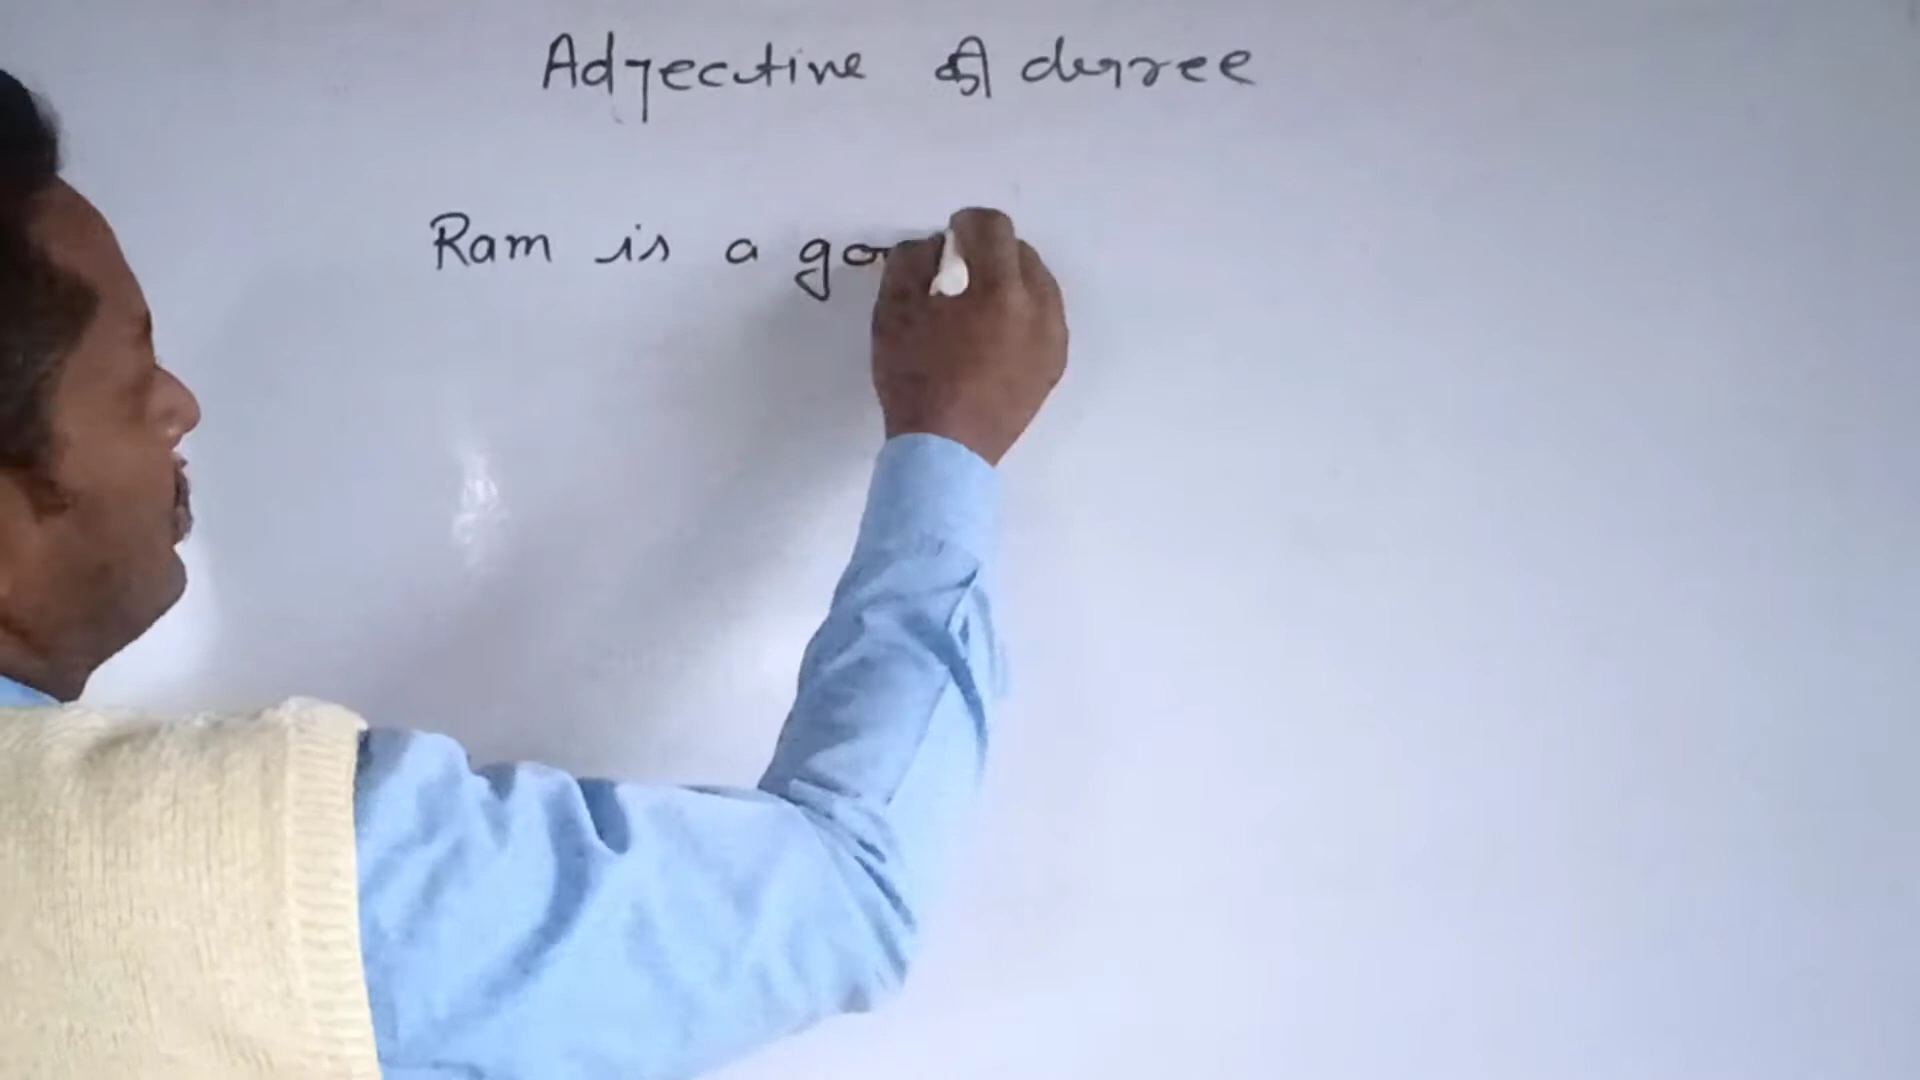 Adjective की degree
Ram is a go